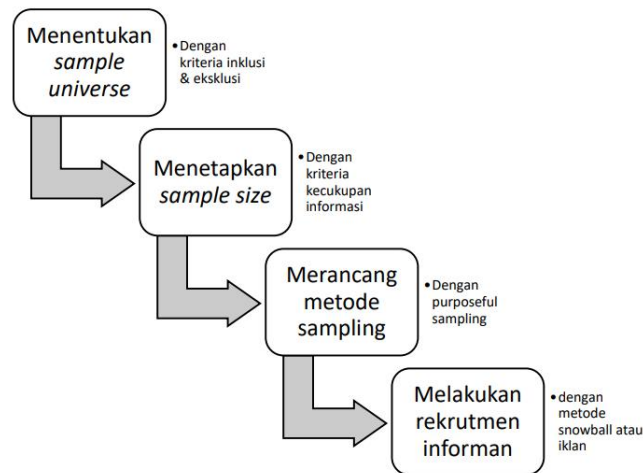 Menentukan
sample
universe
•Dengan
kriteria inklusi
& eksklusi
Menetapkan
sample size
•Dengan
kriteria
kecukupan
informasi
Merancang
metode
sampling
•Dengan
purposeful
sampling
Melakukan
rekrutmen
informan
•dengan
metode
snowball atau
iklan